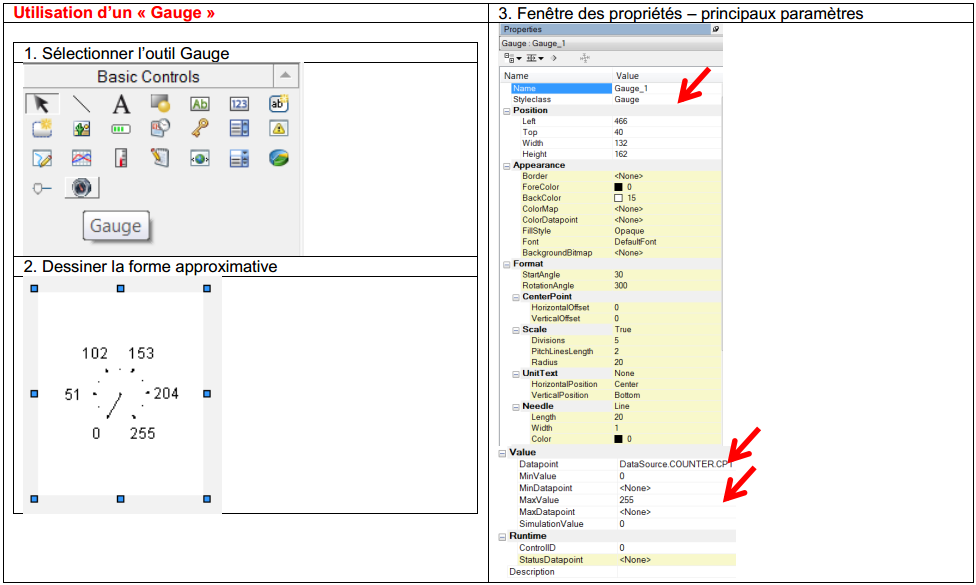 Utilisation d'un « Gauge »
1. Sélectionner l'outil Gauge
Basic Controls
A
Ab
123
ab
Gauge
2. Dessiner la forme approximative
102 153
51 204
0 255
3. Fenêtre des propriétés – principaux paramètres
Properties
Gauge : Gauge_1
Name Value
Name Gauge_1
Styleclass Gauge
Position
Left 466
Top 40
Width 132
Height 162
Appearance
Border <None>
ForeColor 0
BackColor 15
ColorMap <None>
ColorDatapoint <None>
FillStyle Opaque
Font DefaultFont
BackgroundBitmap <None>
Format
StartAngle 30
RotationAngle 300
CenterPoint
HorizontalOffset 0
VerticalOffset 0
Scale True
Divisions 5
PitchLinesLength 2
Radius 20
UnitText None
HorizontalPosition Center
VerticalPosition Bottom
Needle Line
Length 20
Width 1
Color 0
Value
Datapoint DataSource.COUNTER.CPT
MinValue 0
MinDatapoint <None>
MaxValue 255
MaxDatapoint <None>
SimulationValue 0
Runtime
ControlID 0
StatusDatapoint <None>
Description